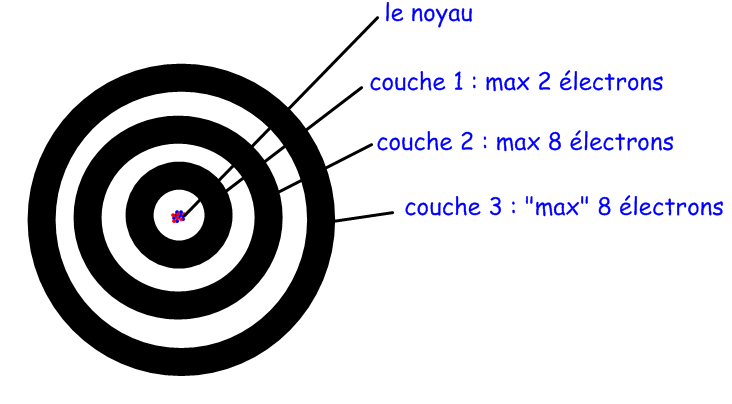 le noyau
couche 1 : max 2 électrons
couche 2 : max 8 électrons
couche 3 : "max" 8 électrons